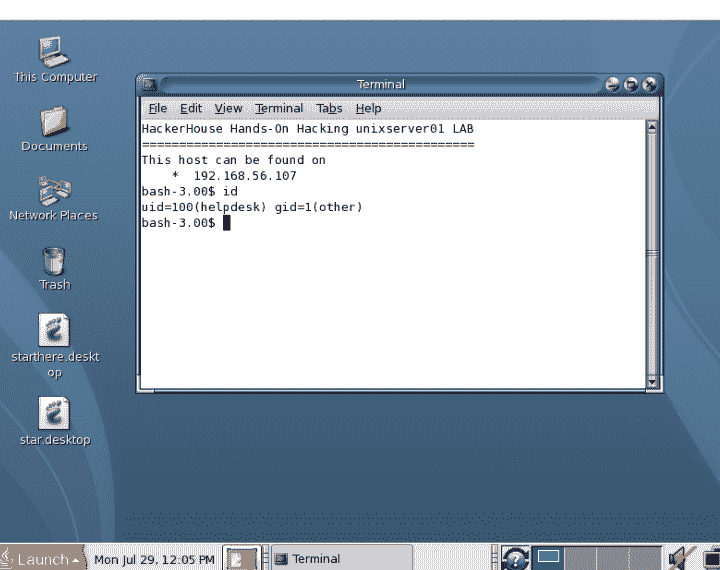 This Computer
Documents
Network Places
Trash
starthere.deskt
op
star.desktop
Terminal
File Edit View Terminal Tabs Help
HackerHouse Hands-On Hacking unixserver01 LAB
=============================================
This host can be found on
* 192.168.56.107
bash-3.00$ id
uid=100(helpdesk) gid=1(other)
bash-3.00$
Launch Mon Jul 29, 12:05 PM Terminal